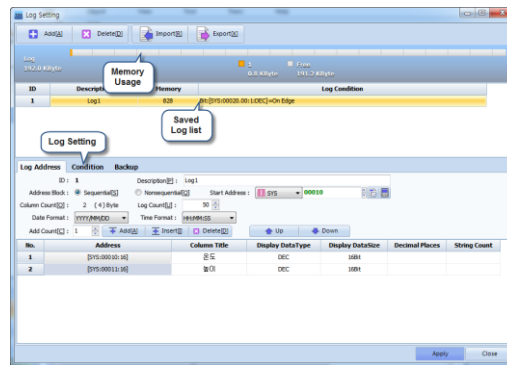 Log Setting
Add[A] Delete[D] Import[R] Export[X]
Log
192.0 KByte
1
0.8 KByte
Free
191.2 KByte
Memory
Usage
ID Description Memory Log Condition
1 Log1 828 Bit:[SYS:00020.00: 1:DEC]=On Edge
Saved
Log list
Log Setting
Log Address Condition Backup
ID : 1 Description[P] : Log1
Address Block : Sequential[S] Nonsequential[Q] Start Address : SYS 00010
Column Count[O] : 2 ( 4 ) Byte Log Count[U] : 50
Date Format : YYYY/MM/DD Time Format : HH:MM:SS
Add Count[C] : 1 Add[A] Insert[I] Delete[D] Up Down
No. Address Column Title Display DataType Display DataSize Decimal Places String Count
1 [SYS:00010:16] 온도 DEC 16Bit
2 [SYS:00011:16] 높이 DEC 16Bit
Apply Close